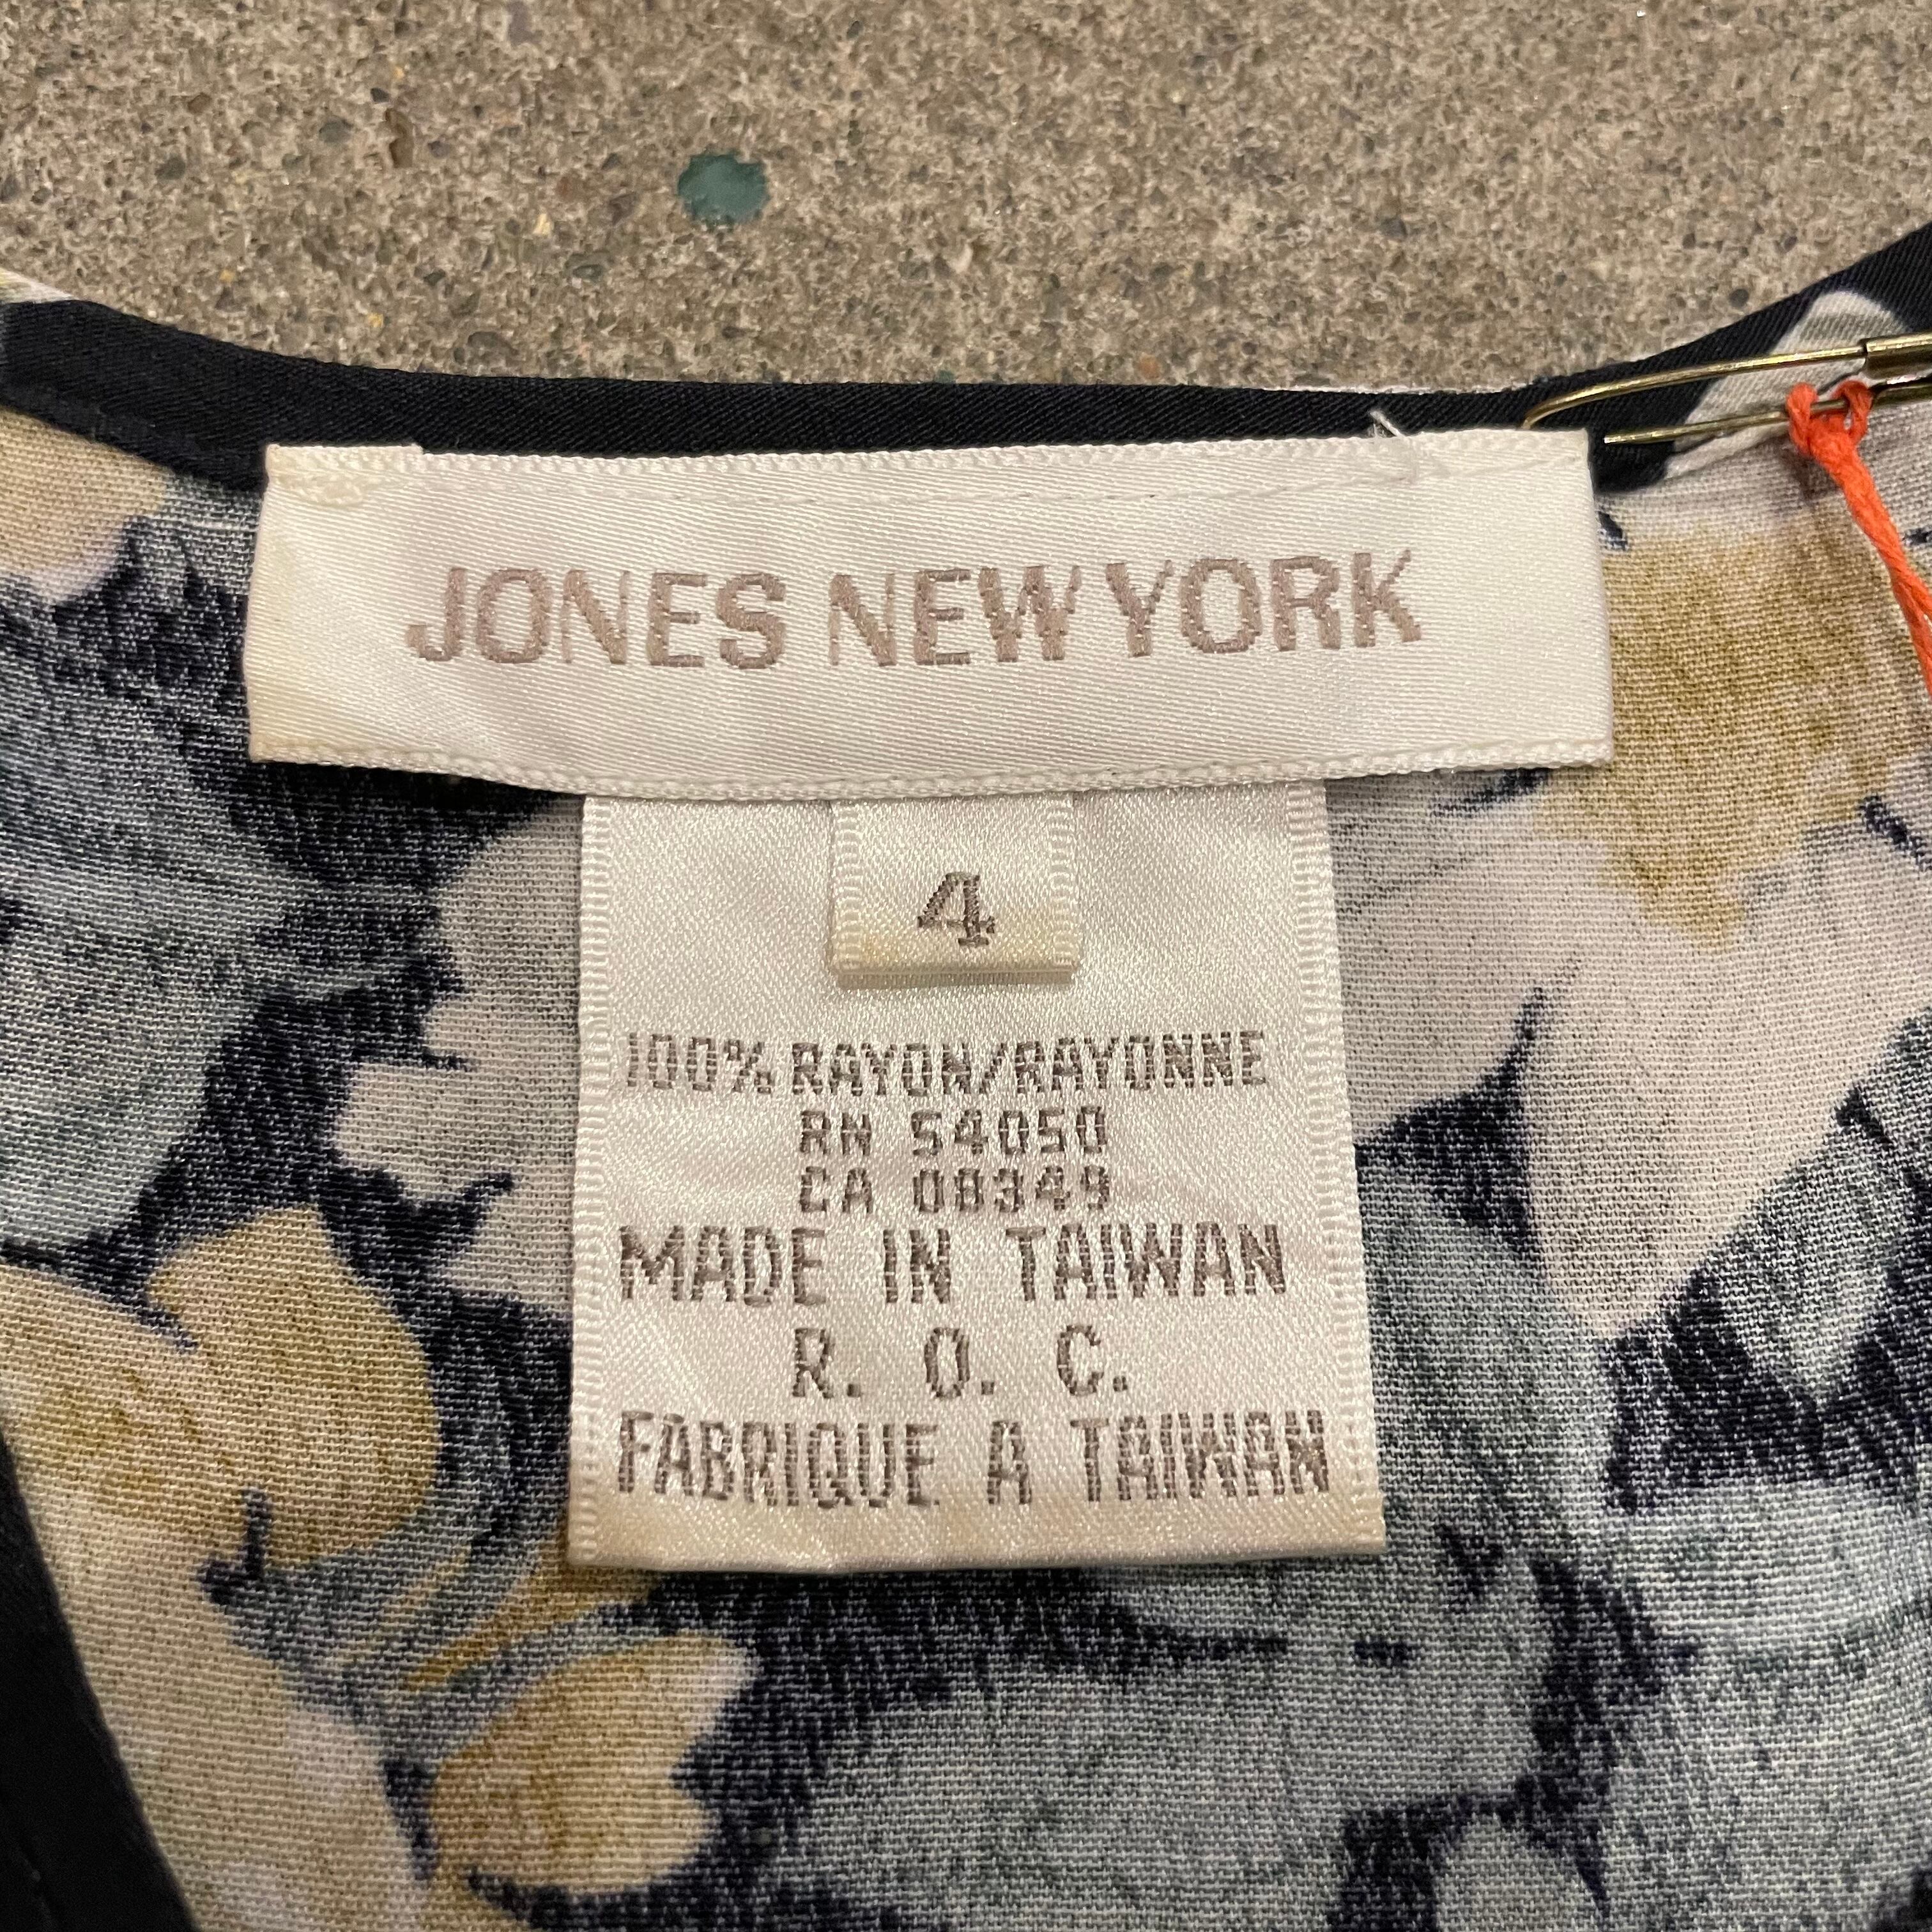 JONES NEW YORK
4
100% RAYON/RAYONNE
RN 54050
CA 08349
MADE IN TAIWAN
R. O. C.
FABRIQUE A TAIWAN